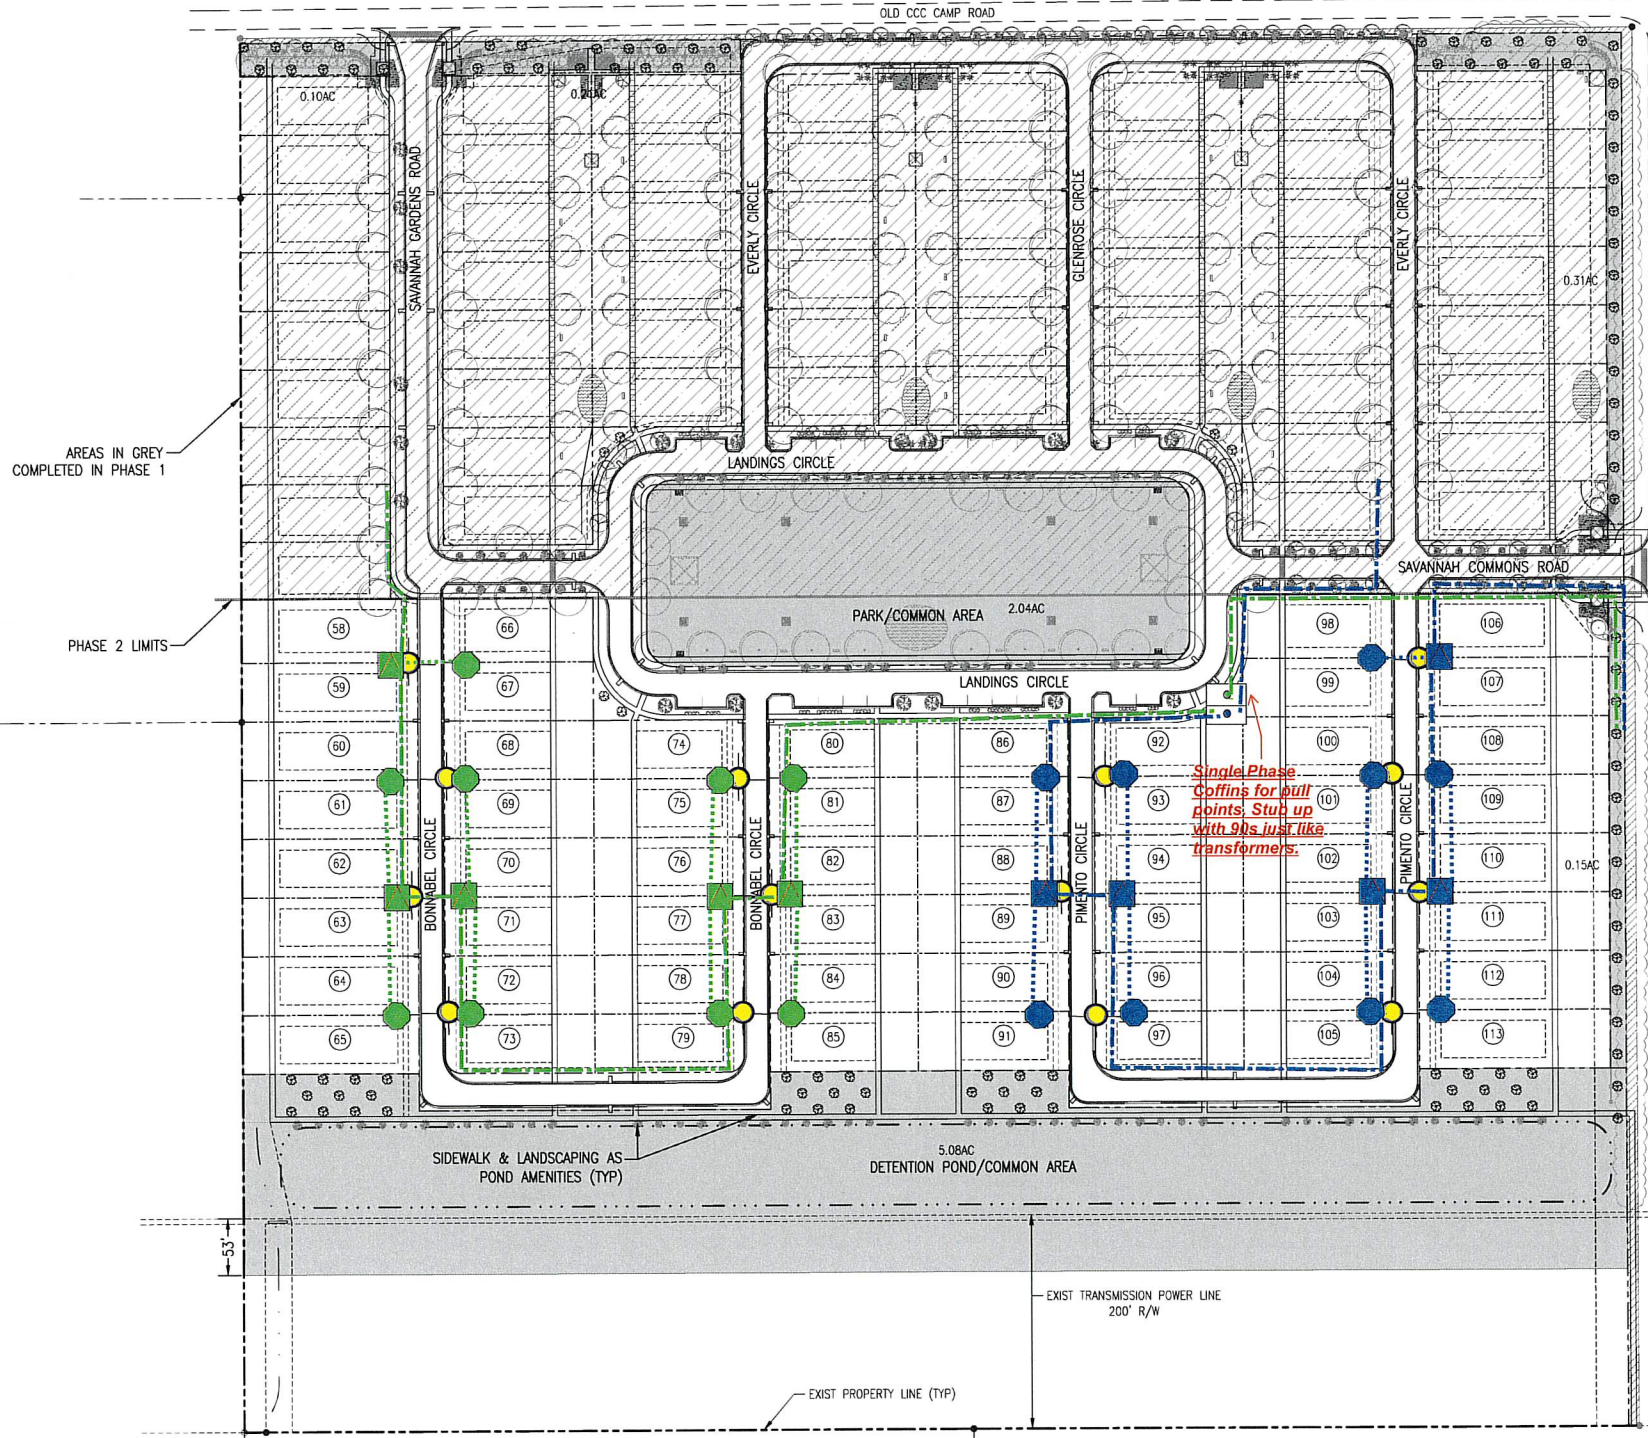 OLD CCC CAMP ROAD
0.10AC
0.20AC
SAVANNAH GARDENS ROAD
EVERLY CIRCLE
GLENROSE CIRCLE
EVERLY CIRCLE
0.31AC
AREAS IN GREY
COMPLETED IN PHASE 1
LANDINGS CIRCLE
SAVANNAH COMMONS ROAD
PARK/COMMON AREA
2.04AC
PHASE 2 LIMITS
LANDINGS CIRCLE
58
66
98
106
59
67
99
107
60
68
74
80
86
92
100
108
Single Phase
Coffins for pull
points, Stub up
with 90s just like
transformers.
61
69
75
81
87
93
101
109
62
70
76
82
88
94
102
110
0.15AC
BONNABEL CIRCLE
BONNABEL CIRCLE
PIMENTO CIRCLE
PIMENTO CIRCLE
63
71
77
83
89
95
103
111
64
72
78
84
90
96
104
112
65
73
79
85
91
97
105
113
SIDEWALK & LANDSCAPING AS
POND AMENITIES (TYP)
5.08AC
DETENTION POND/COMMON AREA
53'
EXIST TRANSMISSION POWER LINE
200' R/W
EXIST PROPERTY LINE (TYP)